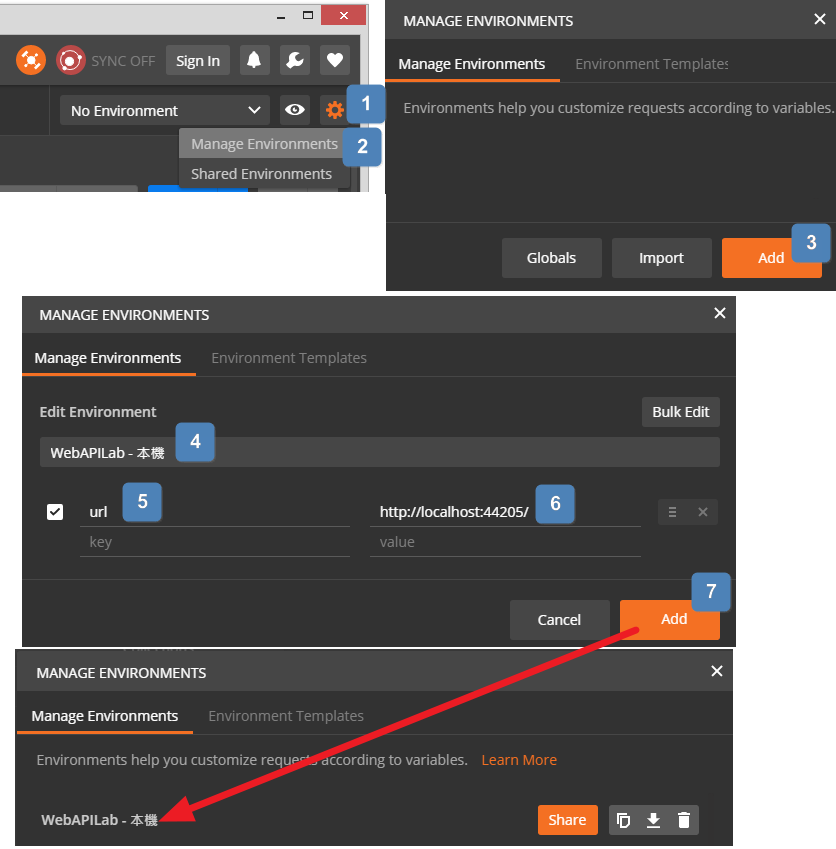 SYNC OFF Sign In
No Environment 1
Manage Environments 2
Shared Environments
MANAGE ENVIRONMENTS
Manage Environments Environment Templates
Environments help you customize requests according to variables.
3
Globals Import Add
MANAGE ENVIRONMENTS
Manage Environments Environment Templates
Edit Environment Bulk Edit
WebAPILab - 本機 4
url 5 http://localhost:44205/ 6
key value
7
Cancel Add
MANAGE ENVIRONMENTS
Manage Environments Environment Templates
Environments help you customize requests according to variables. Learn More
WebAPILab - 本機 Share